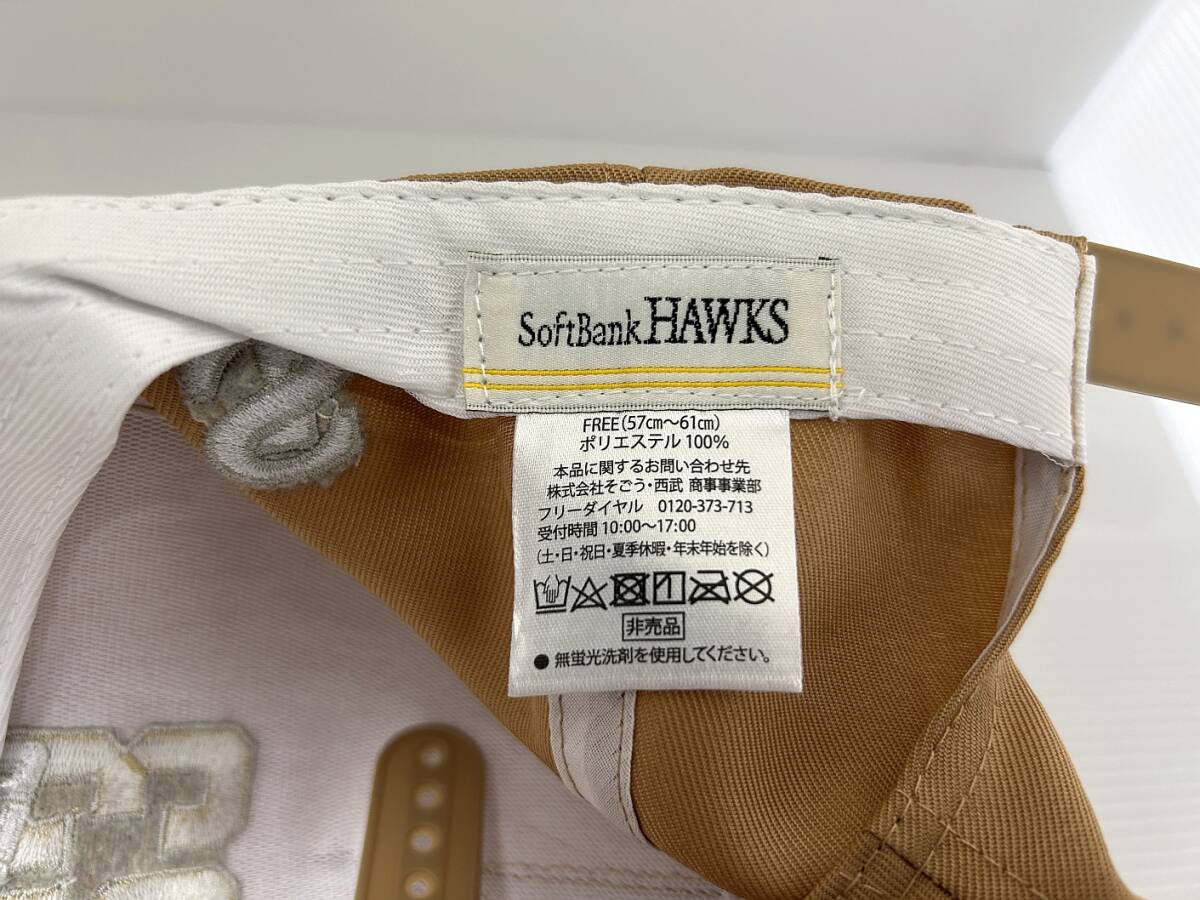 SoftBank HAWKS
FREE(57㎝～61㎝)
ポリエステル 100%
本品に関するお問い合わせ先
株式会社そごう・西武 商事事業部
フリーダイヤル 0120-373-713
受付時間 10:00～17:00
(土・日・祝日・夏季休暇・年末年始を除く)
非売品
● 無蛍光洗剤を使用してください。